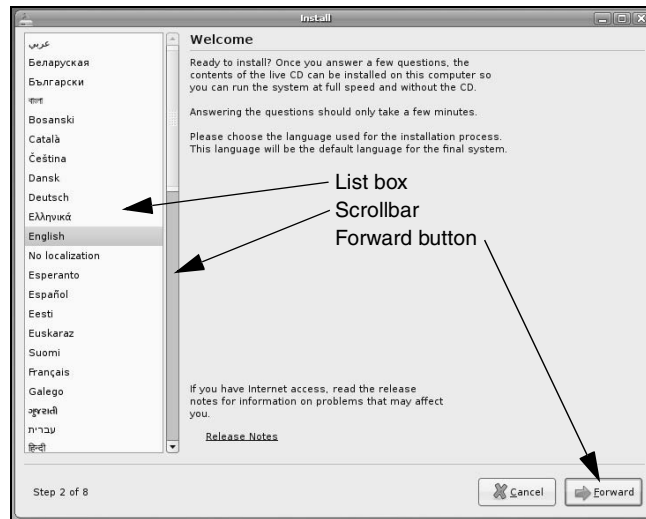 Install
عربي
Беларуская
Български
বাংলা
Bosanski
Català
Čeština
Dansk
Deutsch
Ελληνικά
English
No localization
Esperanto
Español
Eesti
Euskaraz
Suomi
Français
Galego
ગુજરાતી
עברית
हिन्दी
Welcome
Ready to install? Once you answer a few questions, the
contents of the live CD can be installed on this computer so
you can run the system at full speed and without the CD.
Answering the questions should only take a few minutes.
Please choose the language used for the installation process.
This language will be the default language for the final system.
List box
Scrollbar
Forward button
If you have Internet access, read the release
notes for information on problems that may affect
you.
Release Notes
Step 2 of 8
Cancel
Forward